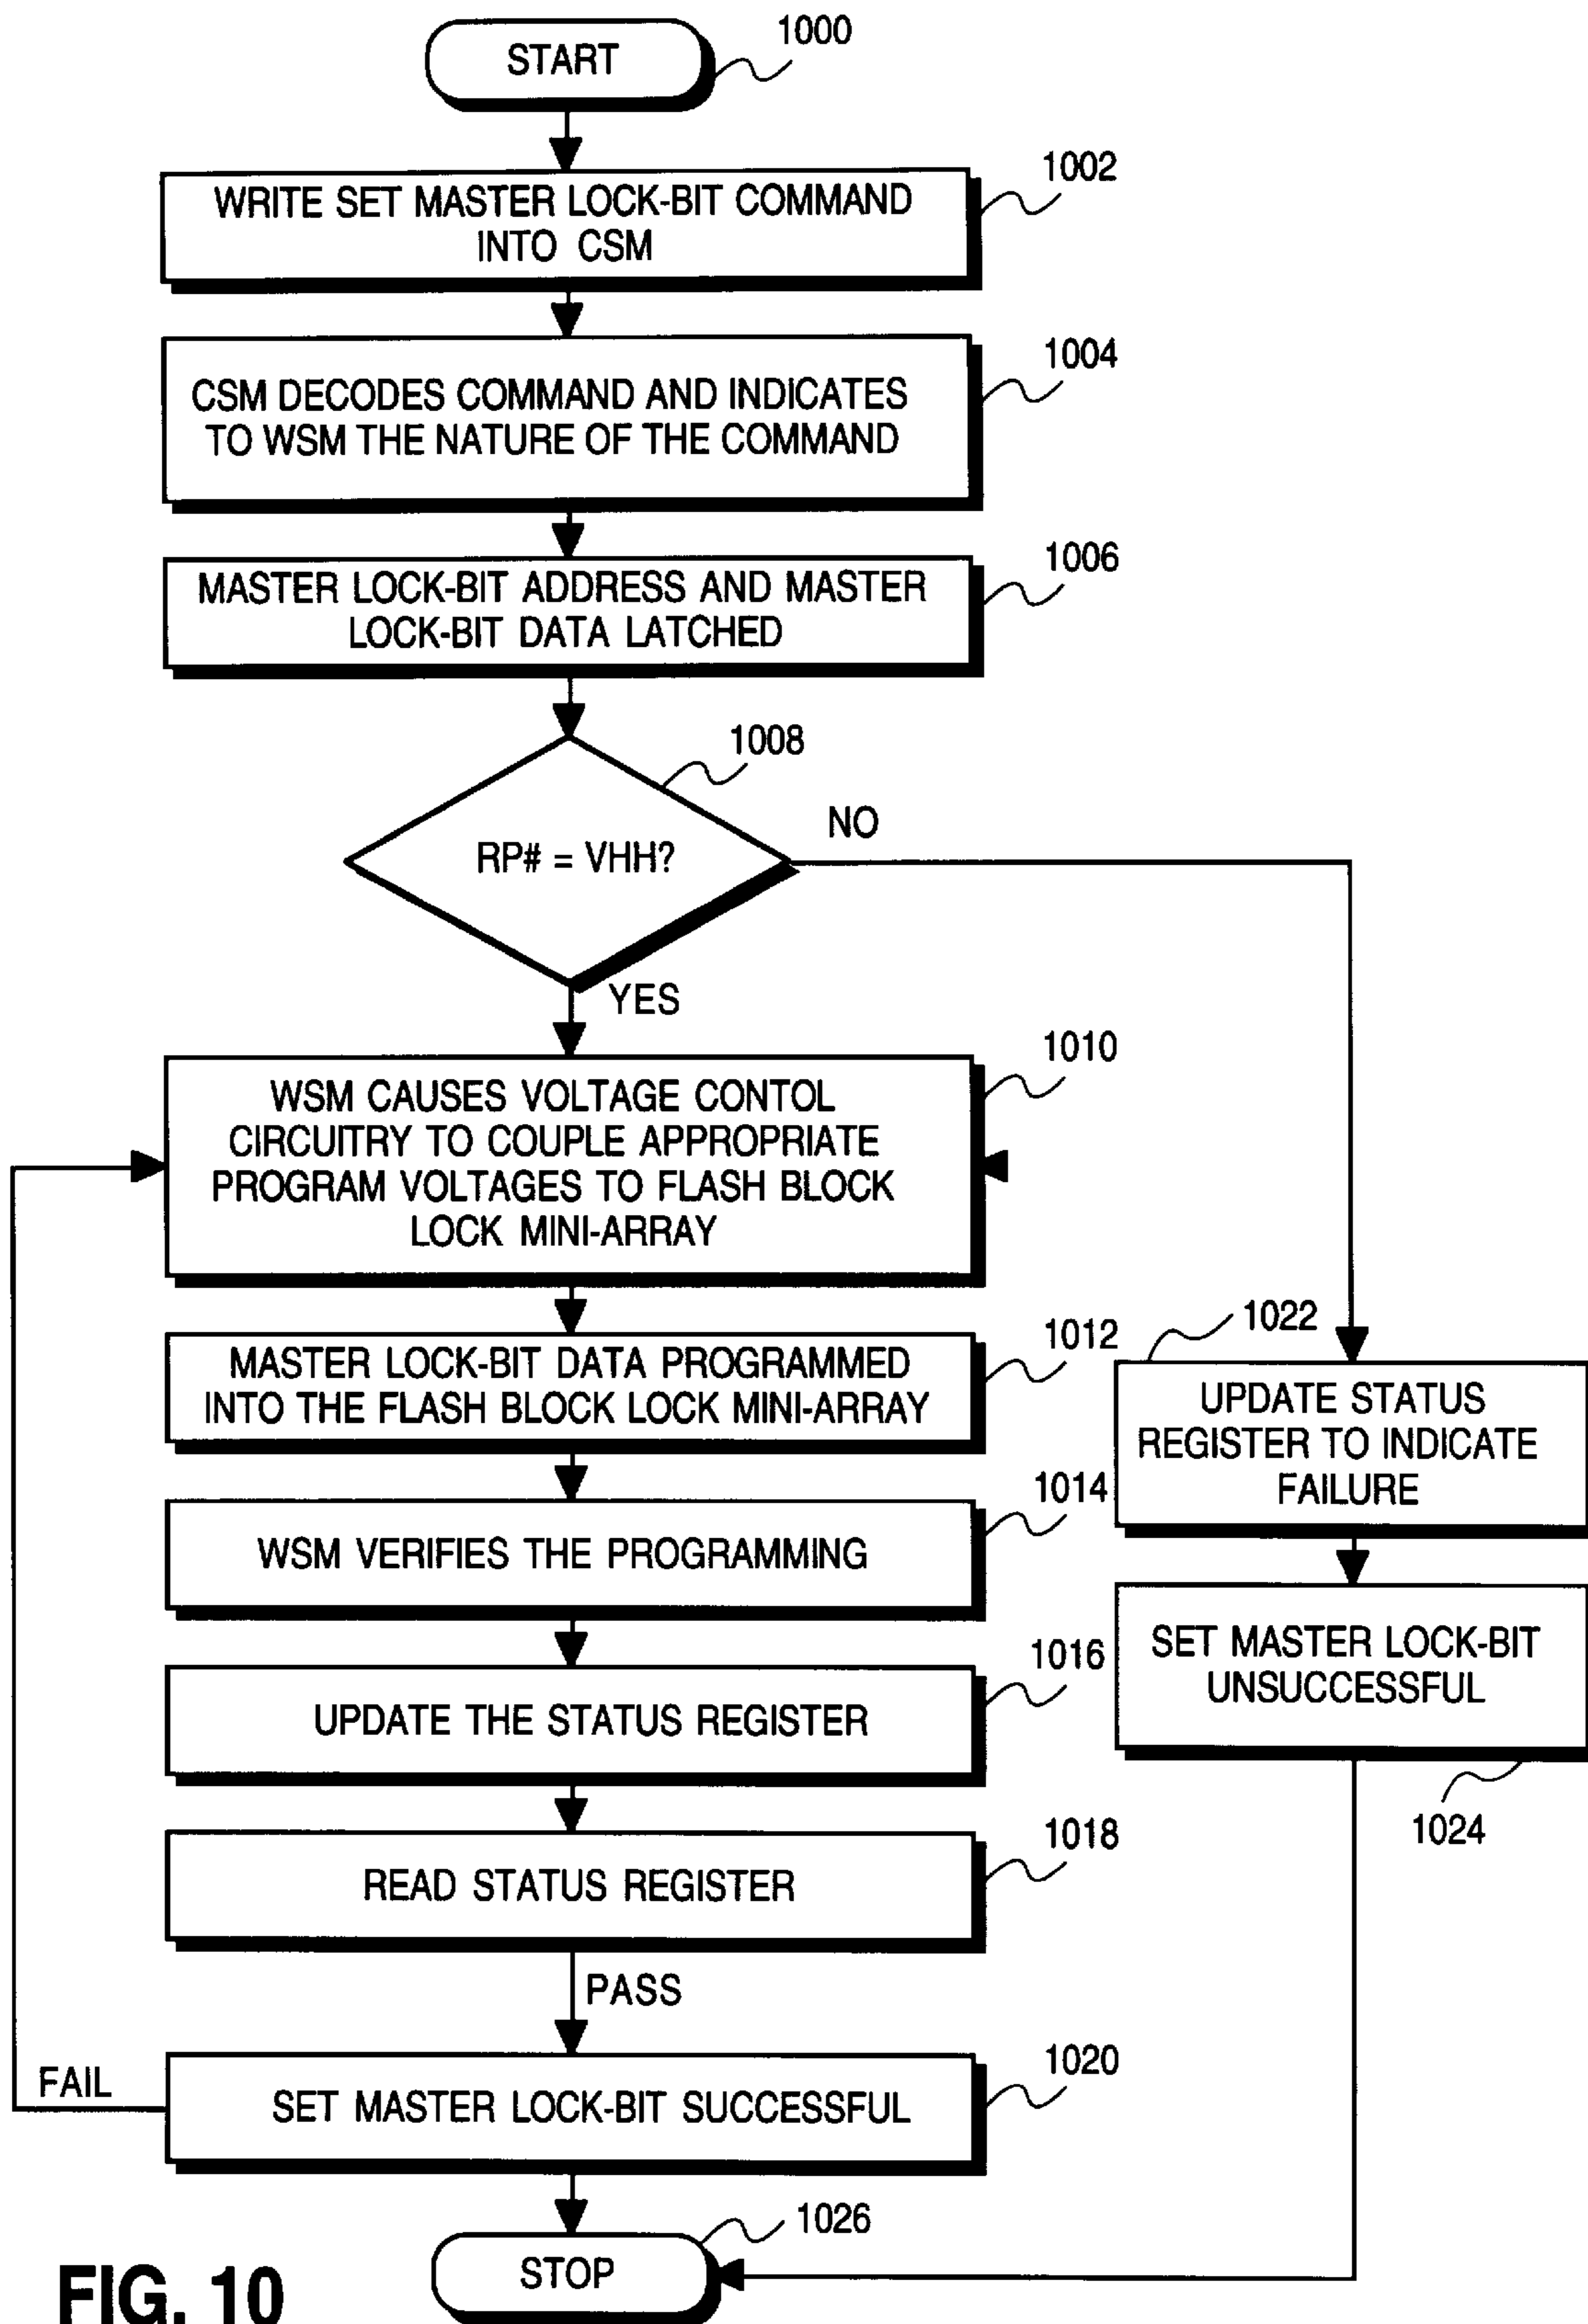 START
1000
WRITE SET MASTER LOCK-BIT COMMAND
INTO CSM
1002
CSM DECODES COMMAND AND INDICATES
TO WSM THE NATURE OF THE COMMAND
1004
MASTER LOCK-BIT ADDRESS AND MASTER
LOCK-BIT DATA LATCHED
1006
RP# = VHH?
1008
NO
YES
WSM CAUSES VOLTAGE CONTOL
CIRCUITRY TO COUPLE APPROPRIATE
PROGRAM VOLTAGES TO FLASH BLOCK
LOCK MINI-ARRAY
1010
MASTER LOCK-BIT DATA PROGRAMMED
INTO THE FLASH BLOCK LOCK MINI-ARRAY
1012
1022
UPDATE STATUS
REGISTER TO INDICATE
FAILURE
WSM VERIFIES THE PROGRAMMING
1014
SET MASTER LOCK-BIT
UNSUCCESSFUL
1024
UPDATE THE STATUS REGISTER
1016
READ STATUS REGISTER
1018
PASS
FAIL
SET MASTER LOCK-BIT SUCCESSFUL
1020
STOP
1026
FIG. 10